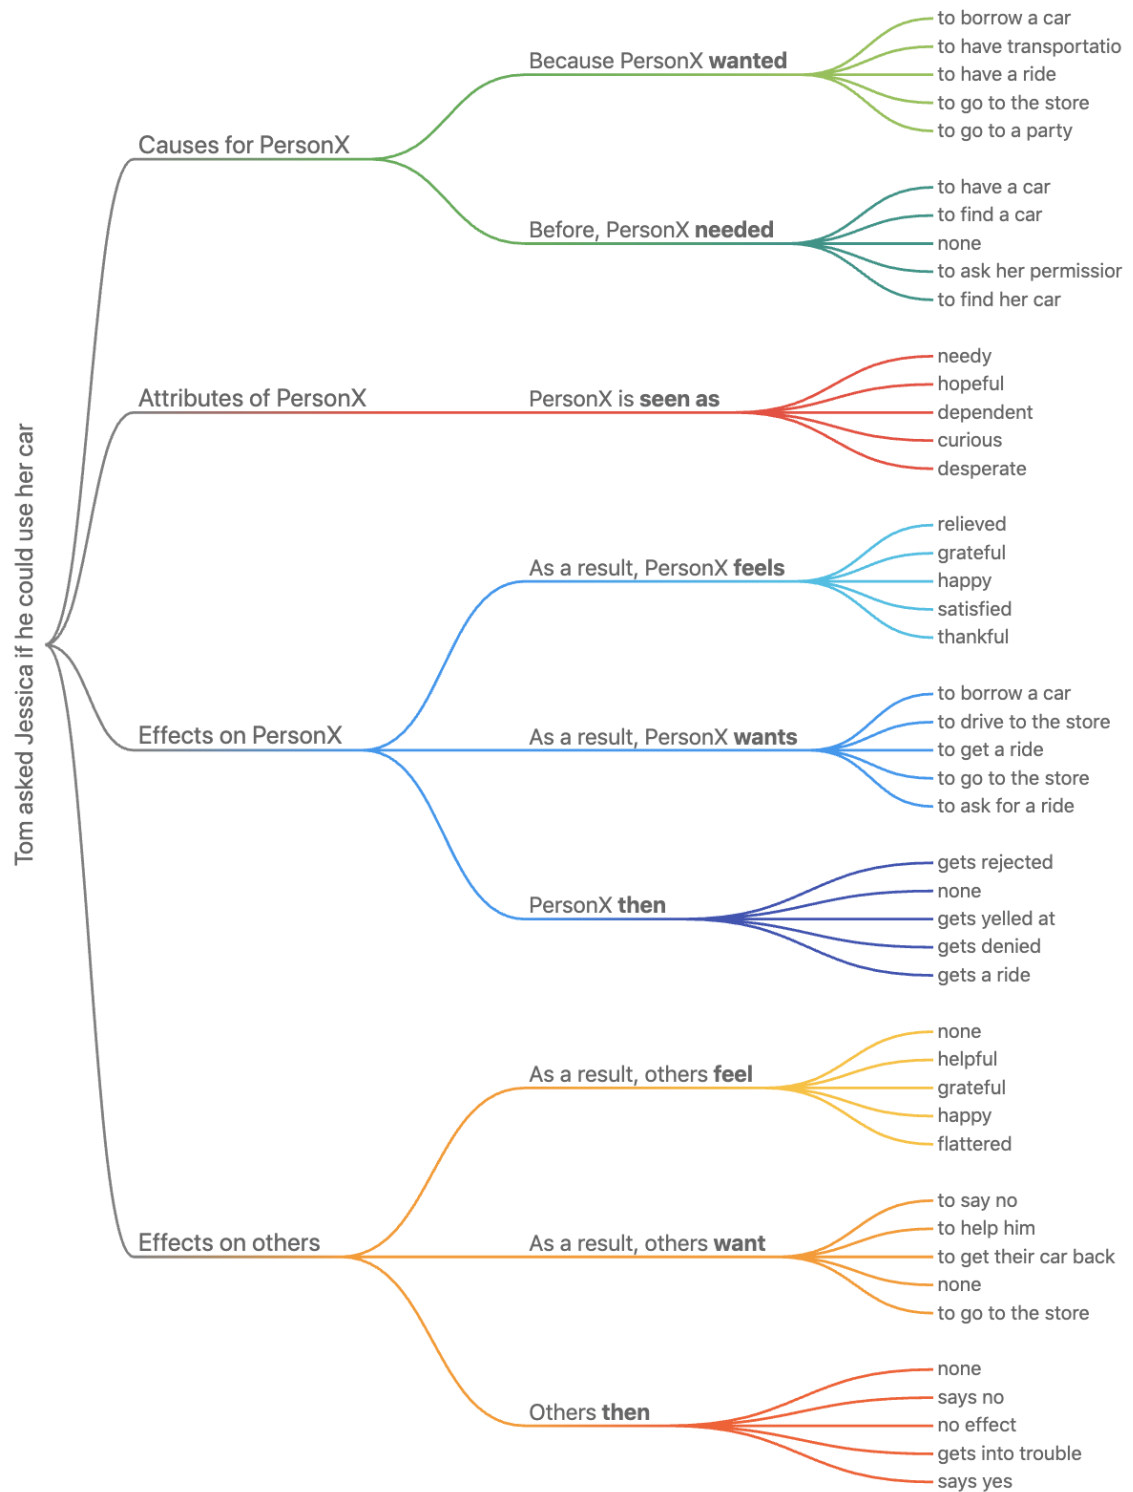 Tom asked Jessica if he could use her car
Causes for PersonX
Because PersonX wanted
to borrow a car
to have transportatio
to have a ride
to go to the store
to go to a party
Before, PersonX needed
to have a car
to find a car
none
to ask her permission
to find her car
Attributes of PersonX
PersonX is seen as
needy
hopeful
dependent
curious
desperate
Effects on PersonX
As a result, PersonX feels
relieved
grateful
happy
satisfied
thankful
As a result, PersonX wants
to borrow a car
to drive to the store
to get a ride
to go to the store
to ask for a ride
PersonX then
gets rejected
none
gets yelled at
gets denied
gets a ride
Effects on others
As a result, others feel
none
helpful
grateful
happy
flattered
As a result, others want
to say no
to help him
to get their car back
none
to go to the store
Others then
none
says no
no effect
gets into trouble
says yes